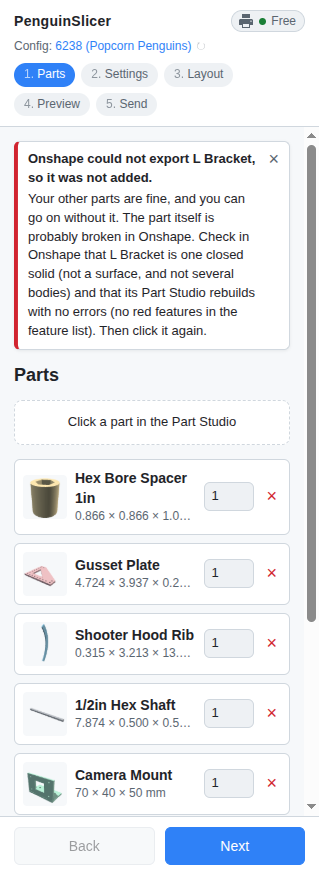 PenguinSlicer
Free
Config: 6238 (Popcorn Penguins)
1. Parts
2. Settings
3. Layout
4. Preview
5. Send
Onshape could not export L Bracket,
so it was not added.
×
Your other parts are fine, and you can
go on without it. The part itself is
probably broken in Onshape. Check in
Onshape that L Bracket is one closed
solid (not a surface, and not several
bodies) and that its Part Studio rebuilds
with no errors (no red features in the
feature list). Then click it again.
Parts
Click a part in the Part Studio
Hex Bore Spacer
1in
0.866 × 0.866 × 1.0…
1
×
Gusset Plate
4.724 × 3.937 × 0.2…
1
×
Shooter Hood Rib
0.315 × 3.213 × 13.…
1
×
1/2in Hex Shaft
7.874 × 0.500 × 0.5…
1
×
Camera Mount
70 × 40 × 50 mm
1
×
Back
Next